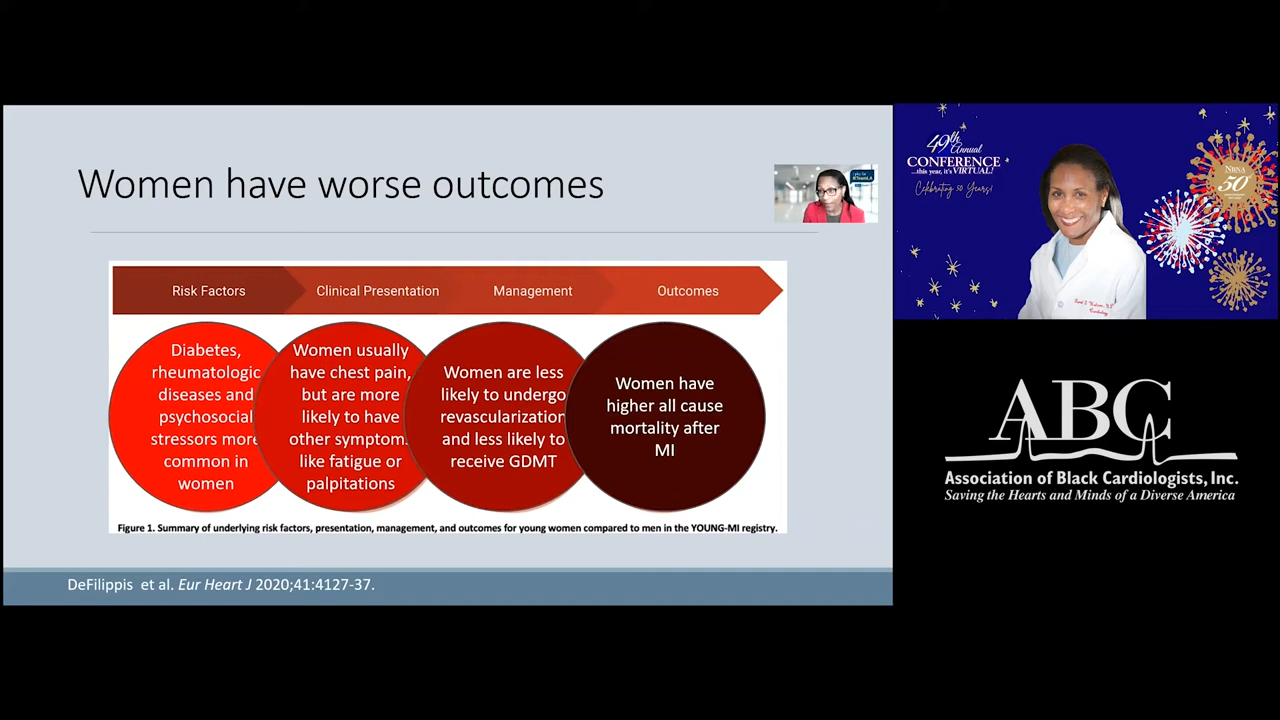 Women have worse outcomes
Risk Factors
Clinical Presentation
Management
Outcomes
Diabetes,
rheumatologic
diseases and
psychosocial
stressors more
common in
women
Women usually
have chest pain,
but are more
likely to have
other symptom
like fatigue or
palpitations
Women are less
likely to undergo
revascularization
and less likely to
receive GDMT
Women have
higher all cause
mortality after
MI
Figure 1. Summary of underlying risk factors, presentation, management, and outcomes for young women compared to men in the YOUNG-MI registry.
DeFilippis et al. Eur Heart J 2020;41:4127-37.
49th
Annual
CONFERENCE
...this year, it's VIRTUAL!
Celebrating 50 Years!
NBNA
50
Cardiology
ABC
Association of Black Cardiologists, Inc.
Saving the Hearts and Minds of a Diverse America